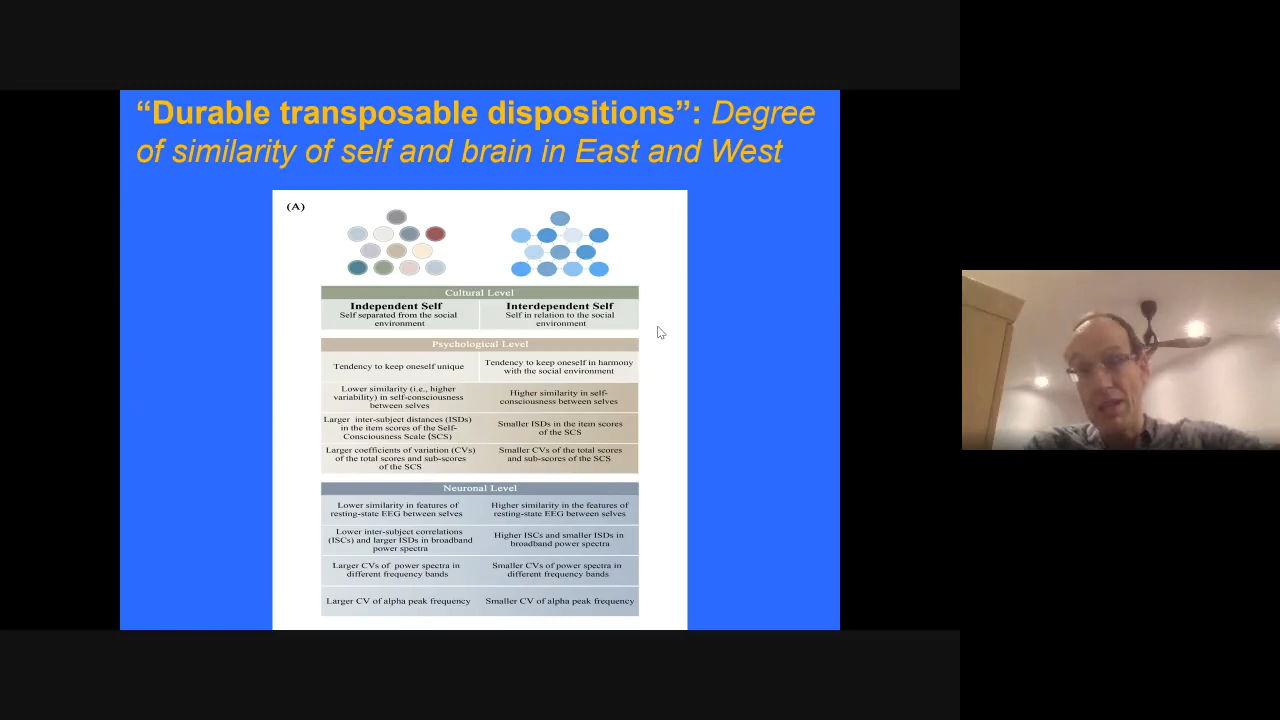 “Durable transposable dispositions”: Degree
of similarity of self and brain in East and West
(A)
Cultural Level
Independent Self
Self separated from the social
environment
Interdependent Self
Self in relation to the social
environment
Psychological Level
Tendency to keep oneself unique
Tendency to keep oneself in harmony
with the social environment
Lower similarity (i.e., higher
variability) in self-consciousness
between selves
Higher similarity in self-
consciousness between selves
Larger inter-subject distances (ISDs)
in the item scores of the Self-
Consciousness Scale (SCS)
Smaller ISDs in the item scores
of the SCS
Larger coefficients of variation (CVs)
of the total scores and sub-scores
of the SCS
Smaller CVs of the total scores
and sub-scores of the SCS
Neuronal Level
Lower similarity in features of
resting-state EEG between selves
Higher similarity in the features of
resting-state EEG between selves
Lower inter-subject correlations
(ISCs) and larger ISDs in broadband
power spectra
Higher ISCs and smaller ISDs in
broadband power spectra
Larger CVs of power spectra in
different frequency bands
Smaller CVs of power spectra in
different frequency bands
Larger CV of alpha peak frequency
Smaller CV of alpha peak frequency